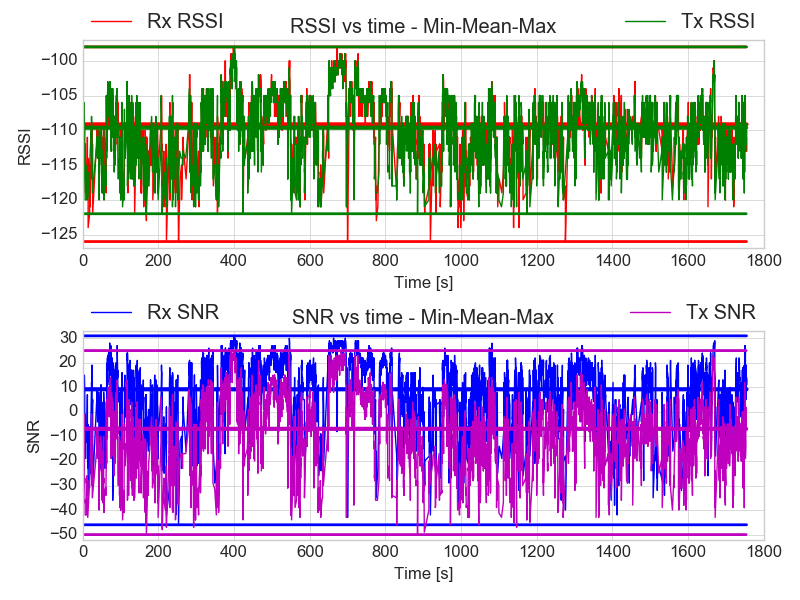 Rx RSSI RSSI vs time - Min-Mean-Max Tx RSSI
−100
−105
−110
−115
−120
−125
RSSI
0 200 400 600 800 1000 1200 1400 1600 1800
Time [s]
Rx SNR SNR vs time - Min-Mean-Max Tx SNR
30
20
10
0
−10
−20
−30
−40
−50
SNR
0 200 400 600 800 1000 1200 1400 1600 1800
Time [s]